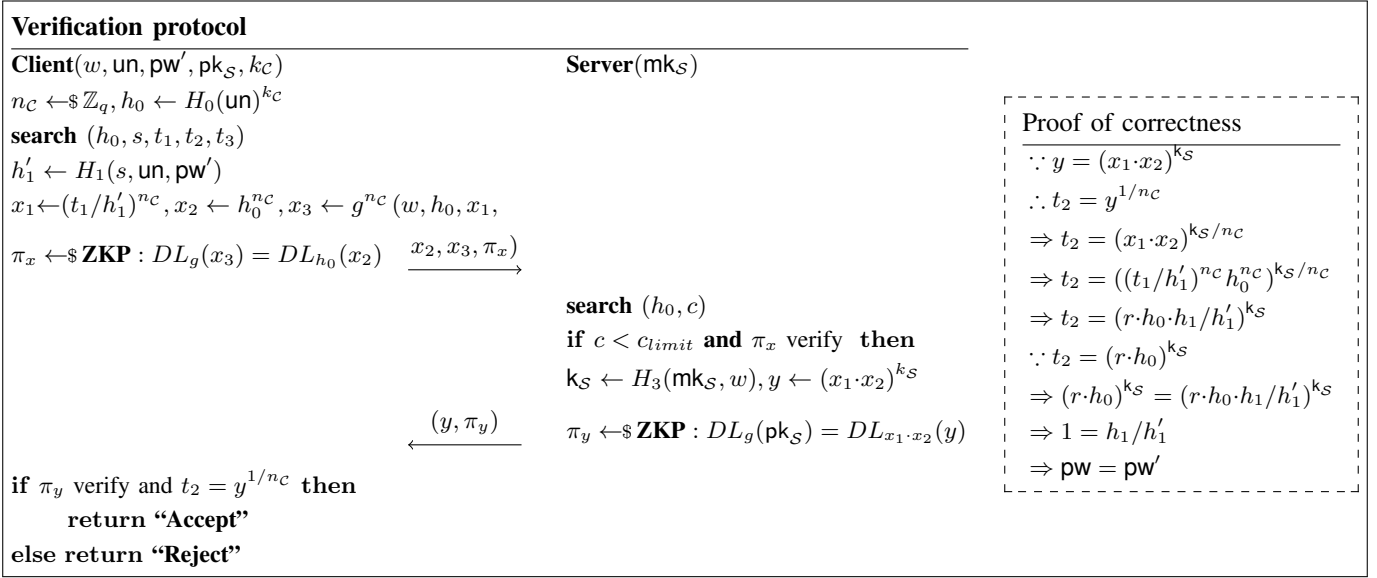 Verification protocol
Client(w, un, pw′, pk_𝒮, k_𝒞) Server(mk_𝒮)
n_𝒞 ←$ ℤ_q, h_0 ← H_0(un)^{k_𝒞}
search (h_0, s, t_1, t_2, t_3)
h′_1 ← H_1(s, un, pw′)
x_1←(t_1/h′_1)^{n_𝒞}, x_2 ← h_0^{n_𝒞}, x_3 ← g^{n_𝒞} (w, h_0, x_1,
π_x ←$ ZKP : DL_g(x_3) = DL_{h_0}(x_2) x_2, x_3, π_x)
search (h_0, c)
if c < c_{limit} and π_x verify then
k_𝒮 ← H_3(mk_𝒮, w), y ← (x_1·x_2)^{k_𝒮}
(y, π_y) π_y ←$ ZKP : DL_g(pk_𝒮) = DL_{x_1·x_2}(y)
if π_y verify and t_2 = y^{1/n_𝒞} then
return “Accept”
else return “Reject”
Proof of correctness
∵ y = (x_1·x_2)^{k_𝒮}
∴ t_2 = y^{1/n_𝒞}
⇒ t_2 = (x_1·x_2)^{k_𝒮/n_𝒞}
⇒ t_2 = ((t_1/h′_1)^{n_𝒞} h_0^{n_𝒞})^{k_𝒮/n_𝒞}
⇒ t_2 = (r·h_0·h_1/h′_1)^{k_𝒮}
∵ t_2 = (r·h_0)^{k_𝒮}
⇒ (r·h_0)^{k_𝒮} = (r·h_0·h_1/h′_1)^{k_𝒮}
⇒ 1 = h_1/h′_1
⇒ pw = pw′